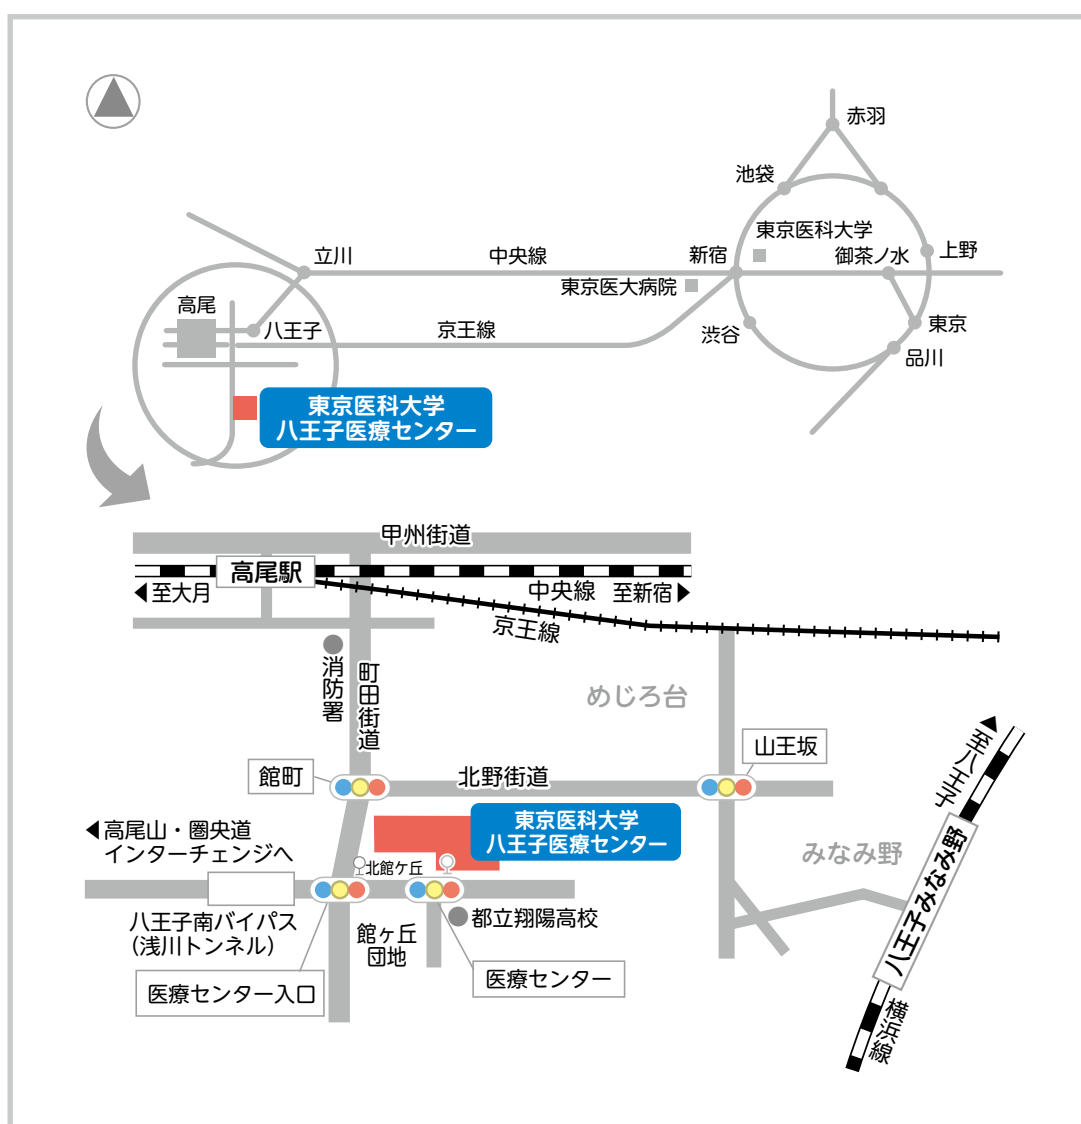 赤羽
池袋
東京医科大学
新宿
御茶ノ水
上野
立川
中央線
東京医大病院
高尾
八王子
京王線
渋谷
東京
品川
東京医科大学
八王子医療センター
甲州街道
高尾駅
至大月
中央線
至新宿
京王線
消防署
町田街道
めじろ台
山王坂
至八王子
館町
北野街道
東京医科大学
八王子医療センター
高尾山・圏央道
インターチェンジへ
北館ケ丘
みなみ野
八王子みなみ野
八王子南バイパス
(浅川トンネル)
館ヶ丘
団地
都立翔陽高校
医療センター入口
医療センター
横浜線